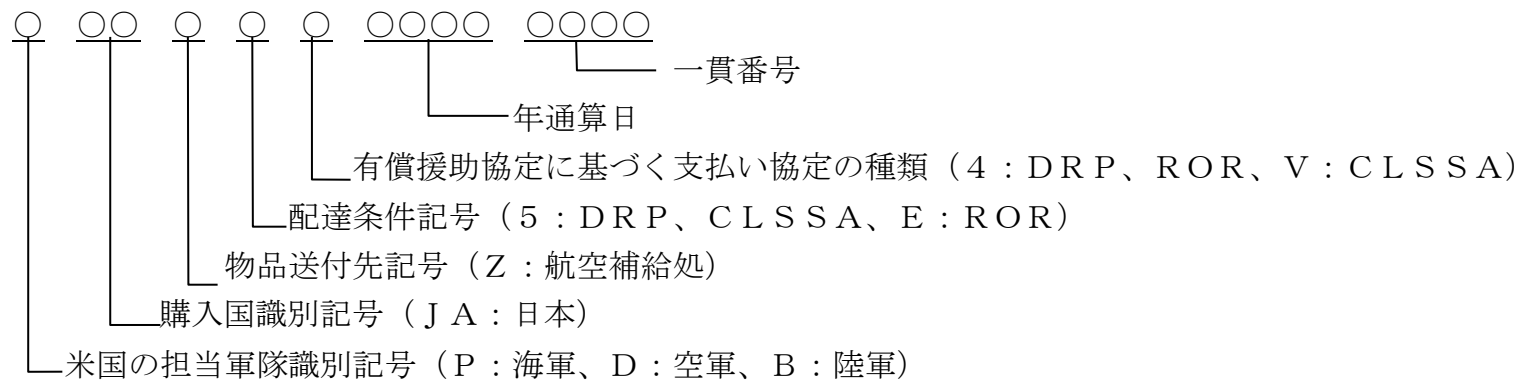 ○ ○○ ○ ○ ○ ○○○○ ○○○○
一貫番号
年通算日
有償援助協定に基づく支払い協定の種類（４：ＤＲＰ、ＲＯＲ、Ｖ：ＣＬＳＳＡ）
配達条件記号（５：ＤＲＰ、ＣＬＳＳＡ、Ｅ：ＲＯＲ）
物品送付先記号（Ｚ：航空補給処）
購入国識別記号（ＪＡ：日本）
米国の担当軍隊識別記号（Ｐ：海軍、Ｄ：空軍、Ｂ：陸軍）